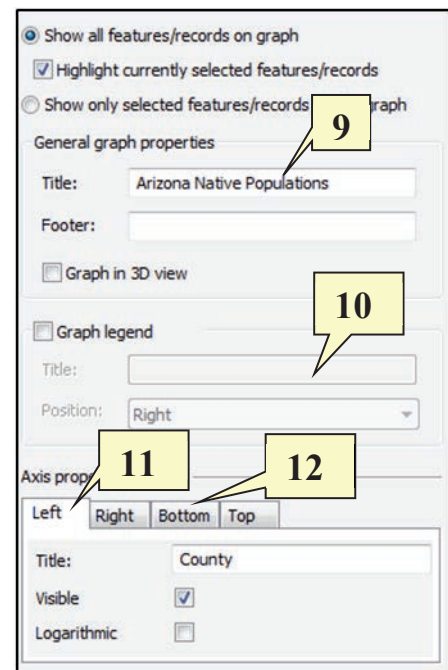 Show all features/records on graph
Highlight currently selected features/records
Show only selected features/records graph
9
General graph properties
Title: Arizona Native Populations
Footer:
Graph in 3D view
10
Graph legend
Title:
Position: Right
11
12
Axis prop
Left Right Bottom Top
Title: County
Visible
Logarithmic